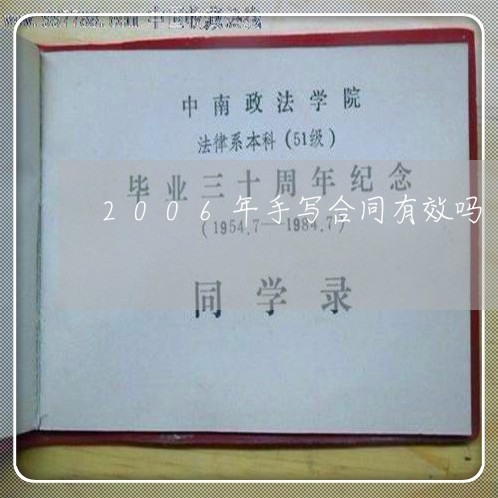 中南政法学院
法律系本科(51级)
毕业三十周年纪念
2006年手写合同有效吗
(1954.7—1984.7)
同学录